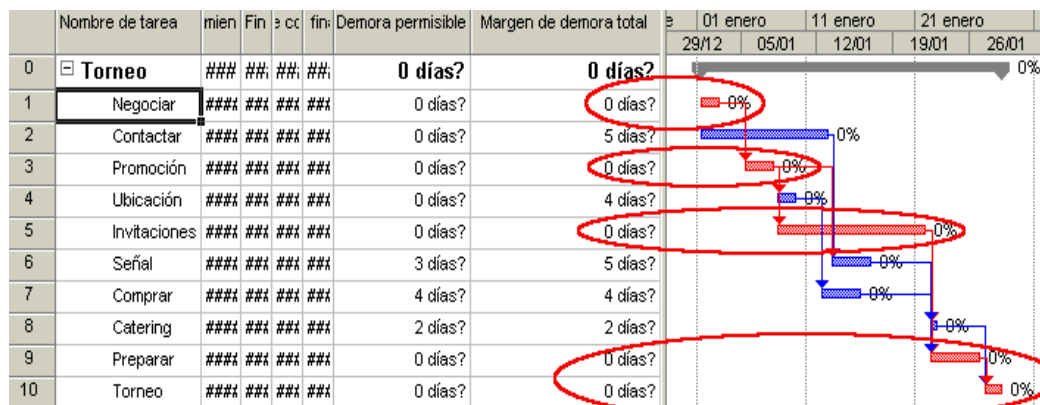 Nombre de tarea mien Fin e cc fin: Demora permisible Margen de demora total e 01 enero 11 enero 21 enero
29/12 05/01 12/01 19/01 26/01
0 Torneo ### ##: ##: ##: 0 días? 0 días? 0%
1 Negociar #### ### ### ### 0 días? 0 días? 0%
2 Contactar #### ### ### ### 0 días? 5 días? 0%
3 Promoción #### ### ### ### 0 días? 0 días? 0%
4 Ubicación #### ### ### ### 0 días? 4 días? 0%
5 Invitaciones #### ### ### ### 0 días? 0 días? 0%
6 Señal #### ### ### ### 3 días? 5 días? 0%
7 Comprar #### ### ### ### 4 días? 4 días? 0%
8 Catering #### ### ### ### 2 días? 2 días? 0%
9 Preparar #### ### ### ### 0 días? 0 días? 0%
10 Torneo #### ### ### ### 0 días? 0 días? 0%